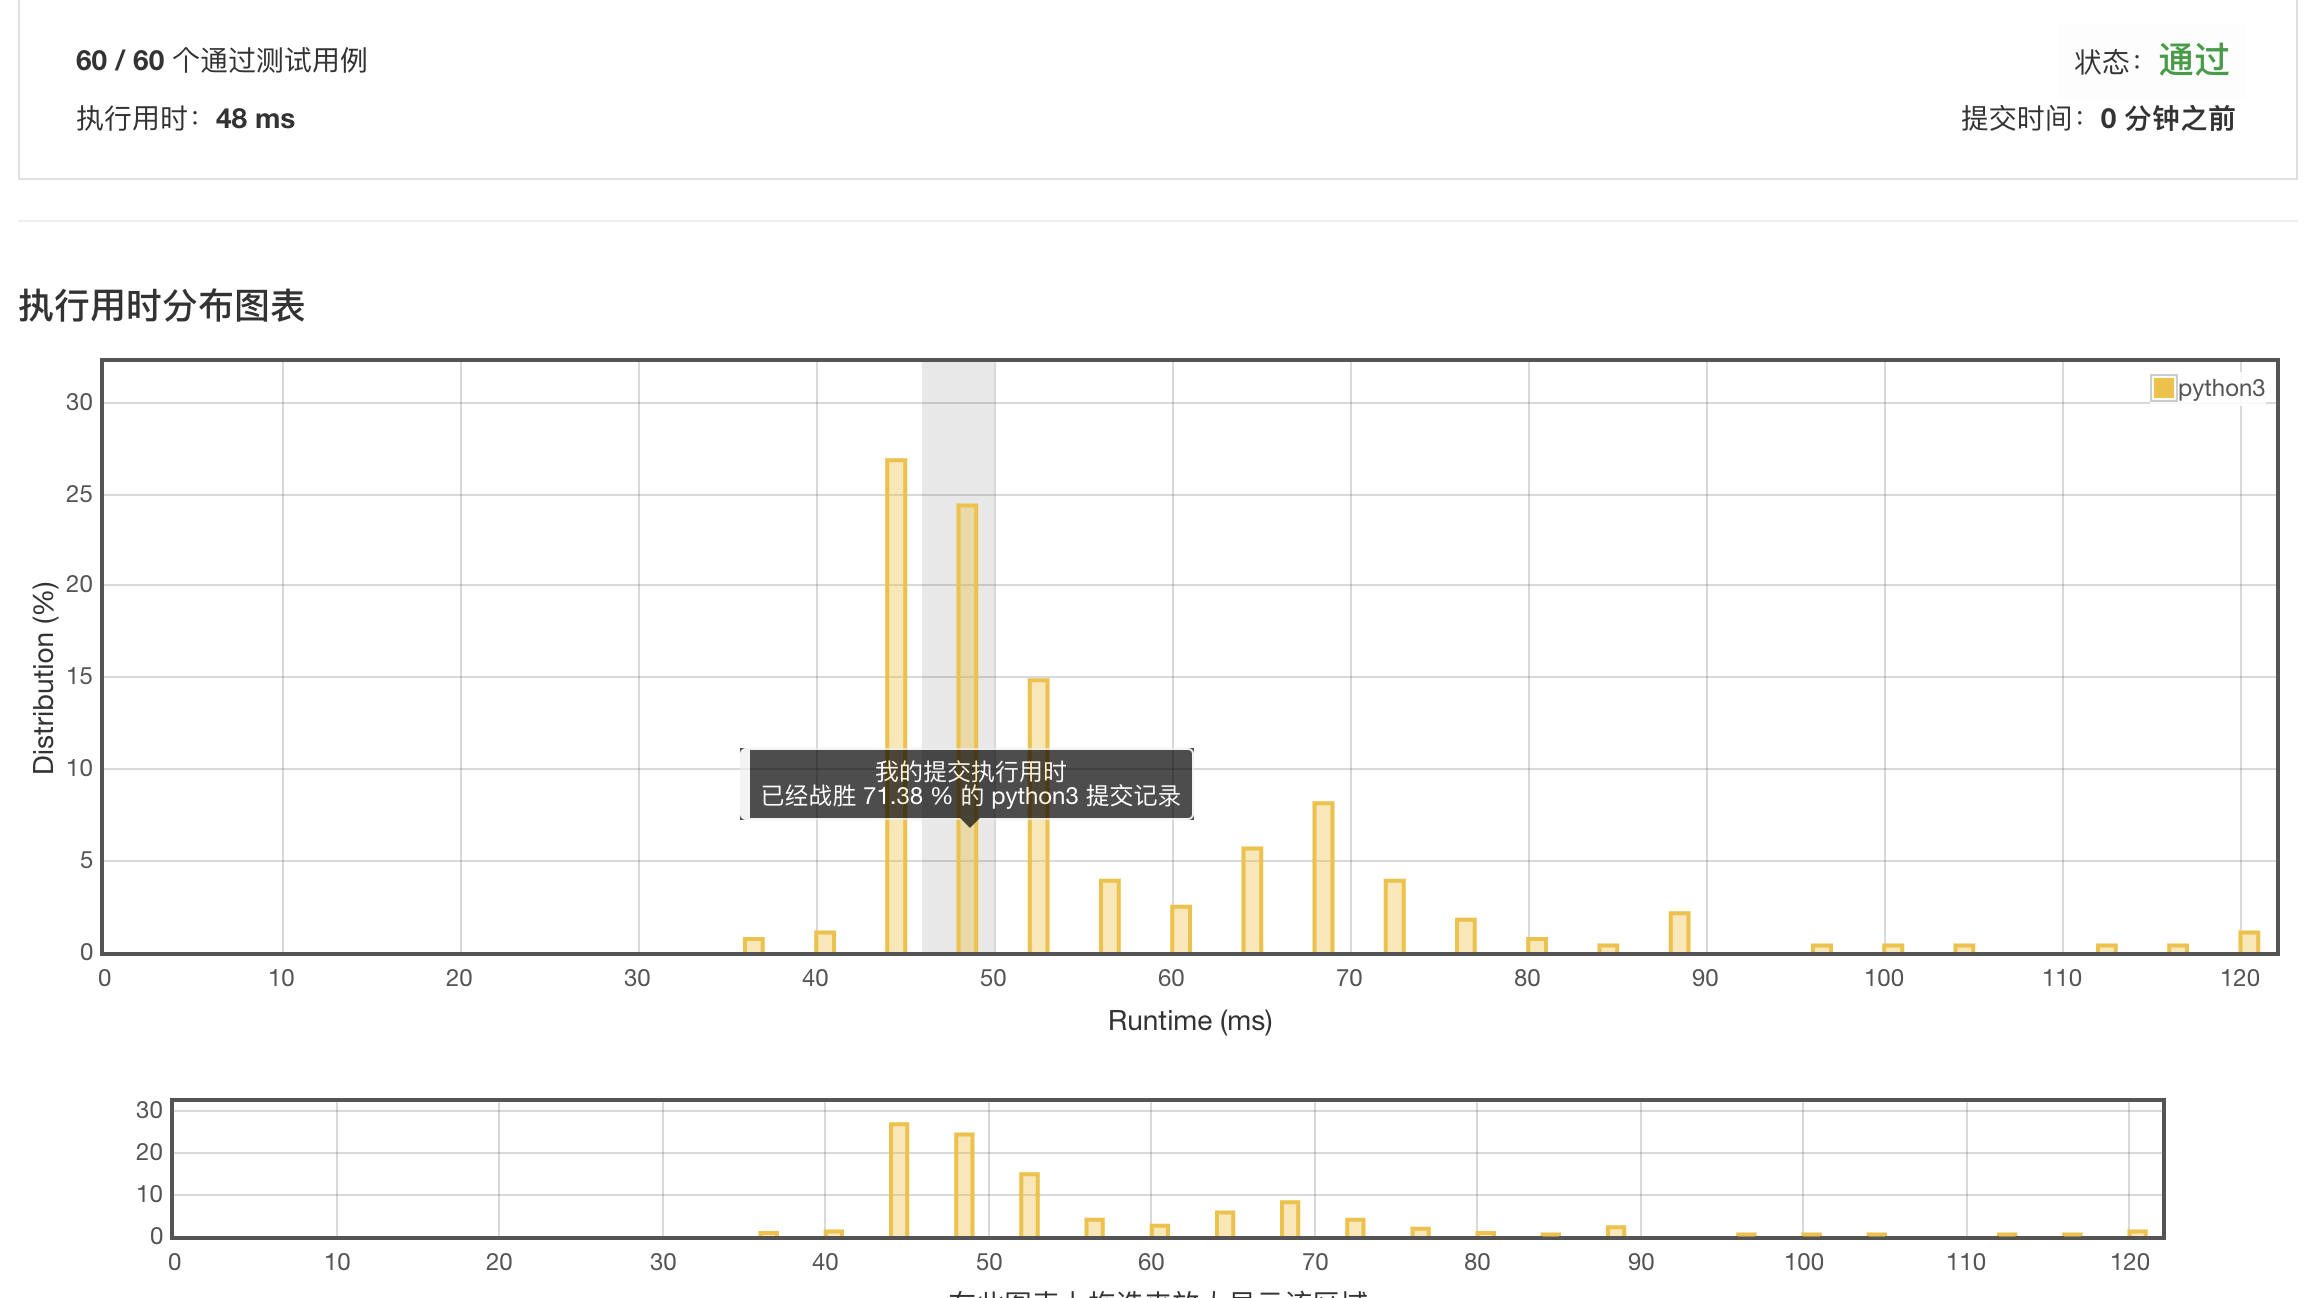 60 / 60 个通过测试用例
状态：通过
执行用时：48 ms
提交时间：0 分钟之前
执行用时分布图表
python3
30
25
20
15
10
5
0
Distribution (%)
我的提交执行用时
已经战胜 71.38 % 的 python3 提交记录
0 10 20 30 40 50 60 70 80 90 100 110 120
Runtime (ms)
30
20
10
0
0 10 20 30 40 50 60 70 80 90 100 110 120